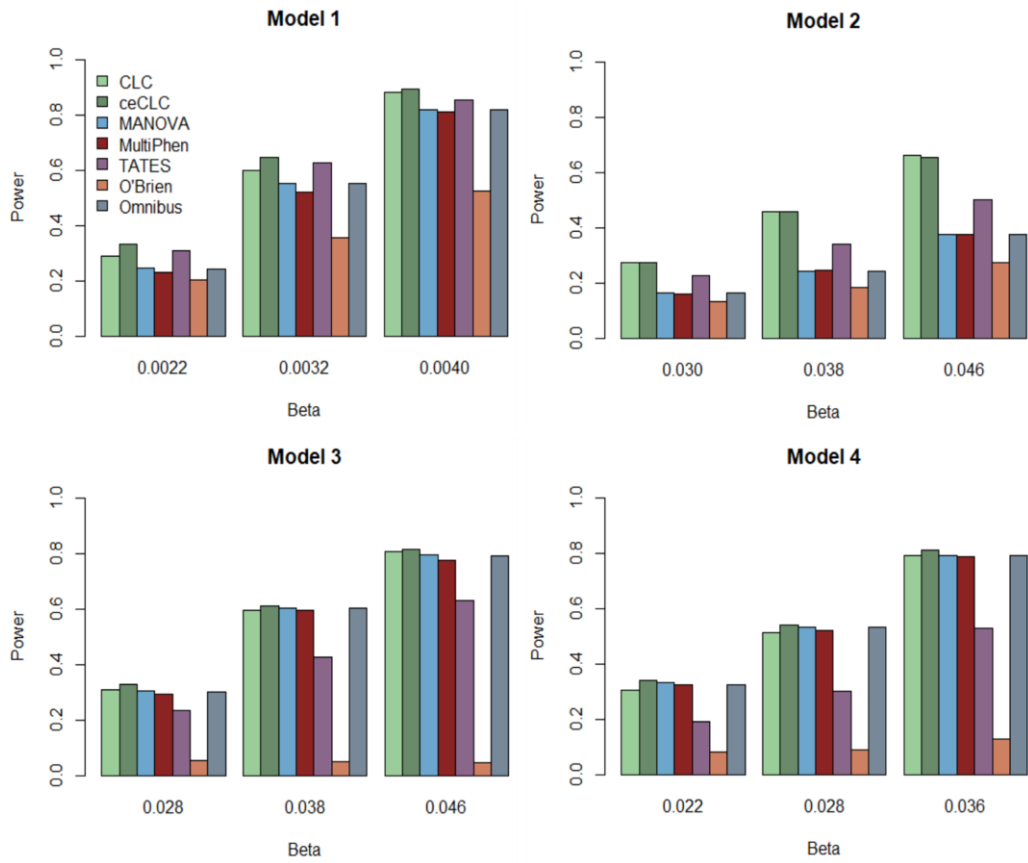 Model 1
Power
0.0 0.2 0.4 0.6 0.8 1.0
CLC
ceCLC
MANOVA
MultiPhen
TATES
O'Brien
Omnibus
0.0022 0.0032 0.0040
Beta
Model 2
Power
0.0 0.2 0.4 0.6 0.8 1.0
0.030 0.038 0.046
Beta
Model 3
Power
0.0 0.2 0.4 0.6 0.8 1.0
0.028 0.038 0.046
Beta
Model 4
Power
0.0 0.2 0.4 0.6 0.8 1.0
0.022 0.028 0.036
Beta